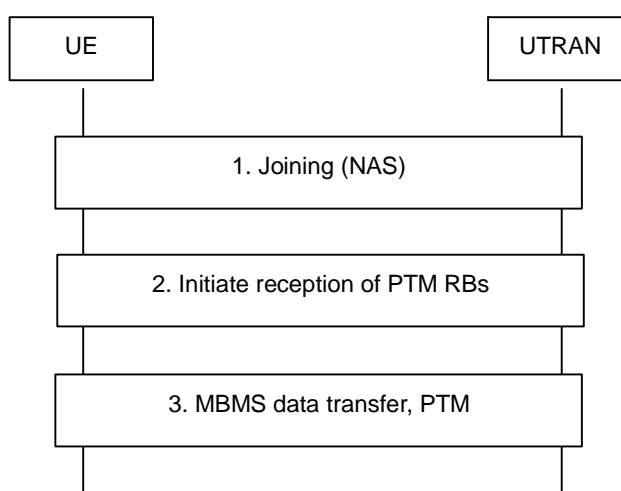 UE
UTRAN
1. Joining (NAS)
2. Initiate reception of PTM RBs
3. MBMS data transfer, PTM